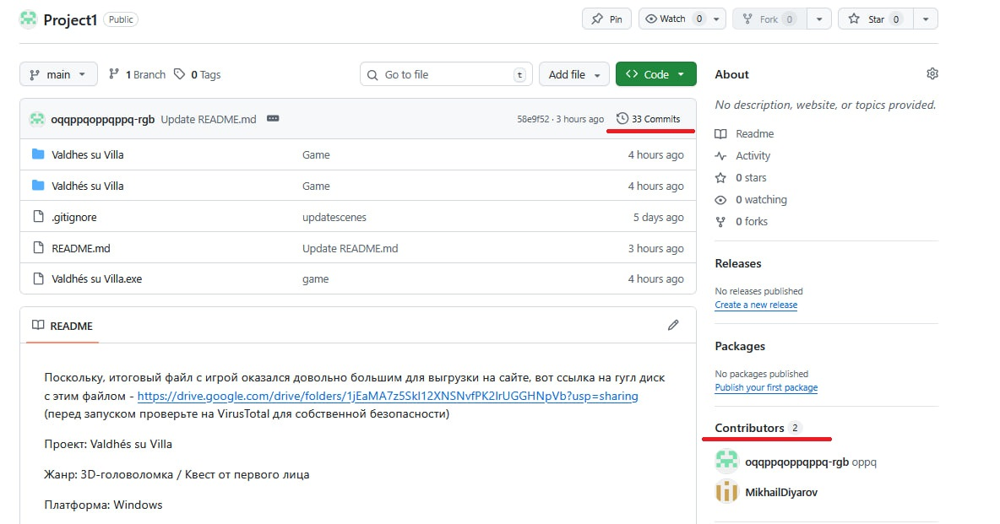 Project1 Public Pin Watch 0 Fork 0 Star 0
main 1 Branch 0 Tags Go to file t Add file Code
About
No description, website, or topics provided.
oqqppqoppqppq-rgb Update README.md 58e9f52 · 3 hours ago 33 Commits
Valdhes su Villa Game 4 hours ago
Valdhés su Villa Game 4 hours ago
.gitignore updatescenes 5 days ago
README.md Update README.md 3 hours ago
Valdhés su Villa.exe game 4 hours ago
README
Поскольку, итоговый файл с игрой оказался довольно большим для выгрузки на сайте, вот ссылка на гугл диск
с этим файлом - https://drive.google.com/drive/folders/1jEaMA7z5SkI12XNSNvfPK2IrUGGHNpVb?usp=sharing
(перед запуском проверьте на VirusTotal для собственной безопасности)
Проект: Valdhés su Villa
Жанр: 3D-головоломка / Квест от первого лица
Платформа: Windows
Readme
Activity
0 stars
0 watching
0 forks
Releases
No releases published
Create a new release
Packages
No packages published
Publish your first package
Contributors 2
oqqppqoppqppq-rgb oppq
MikhailDiyarov